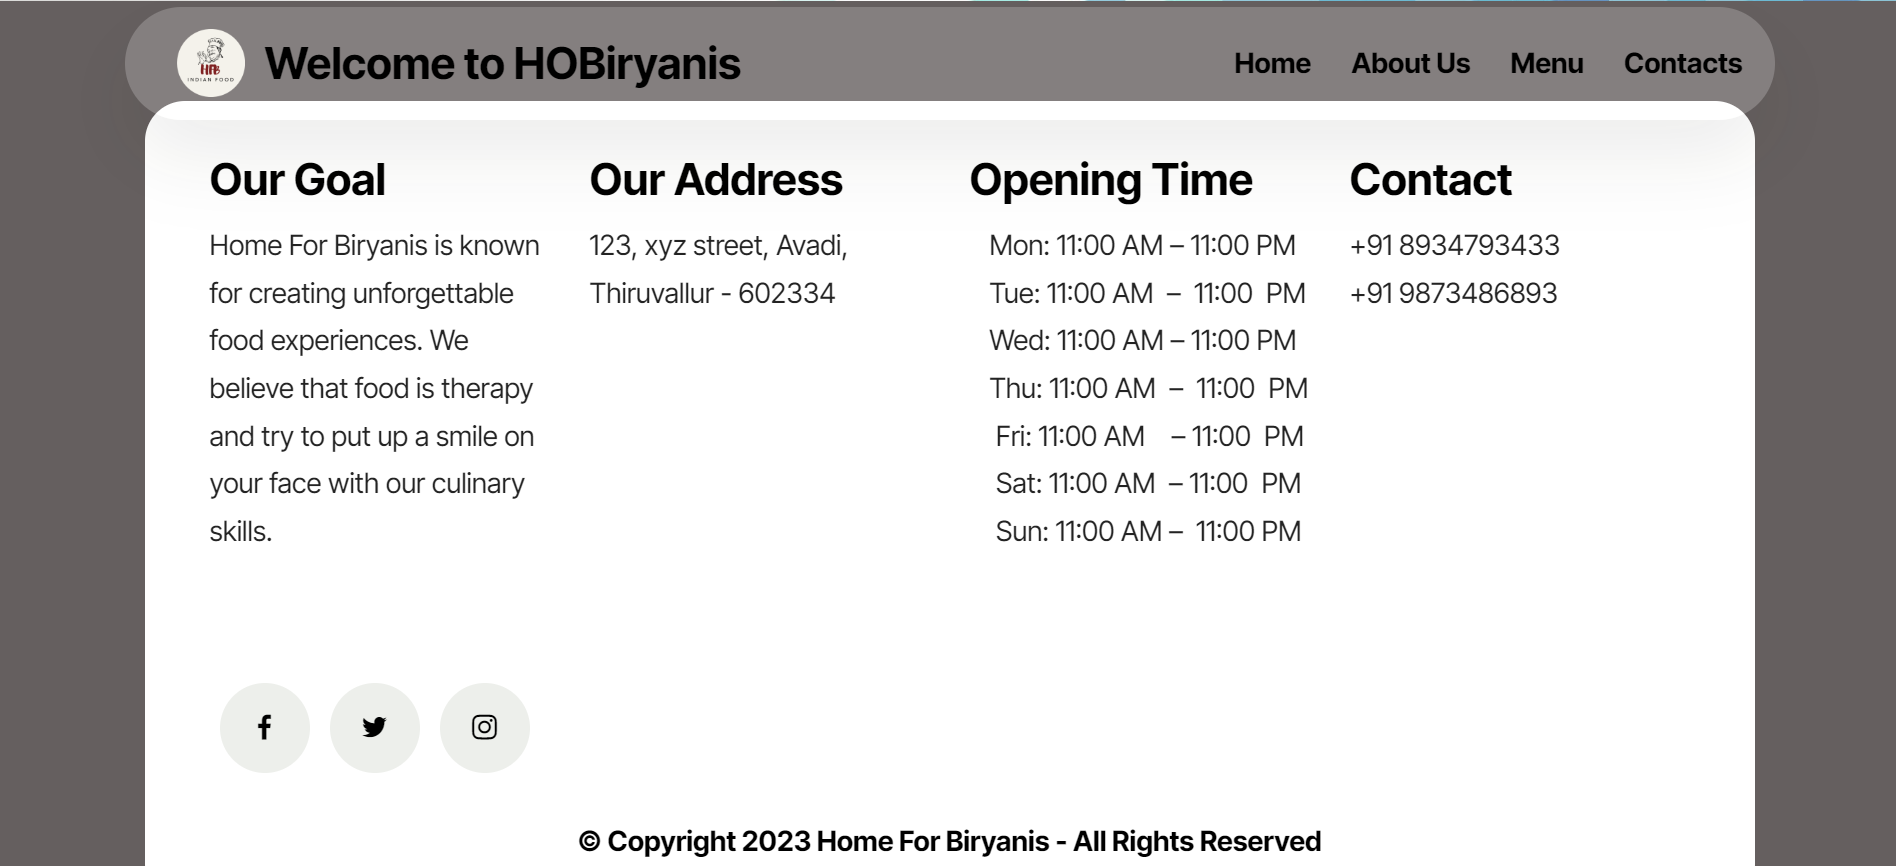 HFB
INDIAN FOOD
Welcome to HOBiryanis
Home
About Us
Menu
Contacts
Our Goal
Home For Biryanis is known
for creating unforgettable
food experiences. We
believe that food is therapy
and try to put up a smile on
your face with our culinary
skills.
Our Address
123, xyz street, Avadi,
Thiruvallur - 602334
Opening Time
Mon: 11:00 AM – 11:00 PM
Tue: 11:00 AM – 11:00 PM
Wed: 11:00 AM – 11:00 PM
Thu: 11:00 AM – 11:00 PM
Fri: 11:00 AM – 11:00 PM
Sat: 11:00 AM – 11:00 PM
Sun: 11:00 AM – 11:00 PM
Contact
+91 8934793433
+91 9873486893
© Copyright 2023 Home For Biryanis - All Rights Reserved